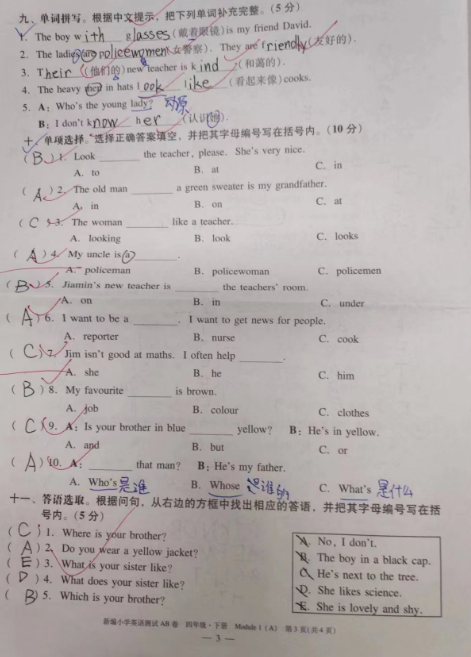 九、单词拼写。根据中文提示，把下列单词补充完整。(5分)
1. The boy with glasses (戴着眼镜) is my friend David.
2. The ladies are policewomen (女警察). They are friendly (友好的).
3. Their (他们的) new teacher is kind (和蔼的).
4. The heavy men in hats look like (看起来像) cooks.
5. A: Who's the young lady?
B: I don't know her (认识她).
十、单项选择。选择正确答案填空，并把其字母编号写在括号内。(10分)
( B ) 1. Look ______ the teacher, please. She's very nice.
A. to B. at C. in
( A ) 2. The old man ______ a green sweater is my grandfather.
A. in B. on C. at
( C ) 3. The woman ______ like a teacher.
A. looking B. look C. looks
( A ) 4. My uncle is a ______.
A. policeman B. policewoman C. policemen
( B ) 5. Jiamin's new teacher is ______ the teachers' room.
A. on B. in C. under
( A ) 6. I want to be a ______. I want to get news for people.
A. reporter B. nurse C. cook
( C ) 7. Jim isn't good at maths. I often help ______.
A. she B. he C. him
( B ) 8. My favourite ______ is brown.
A. job B. colour C. clothes
( C ) 9. A: Is your brother in blue ______ yellow? B: He's in yellow.
A. and B. but C. or
( A ) 10. A: ______ that man? B: He's my father.
A. Who's 是谁 B. Whose 是谁的 C. What's 是什么
十一、答语选取。根据问句，从右边的方框中找出相应的答语，并把其字母编号写在括
号内。(5分)
( C ) 1. Where is your brother?
( A ) 2. Do you wear a yellow jacket?
( E ) 3. What is your sister like?
( D ) 4. What does your sister like?
( B ) 5. Which is your brother?
A. No, I don't.
B. The boy in a black cap.
C. He's next to the tree.
D. She likes science.
E. She is lovely and shy.
新编小学英语测试AB卷 四年级·下册 Module 1 (A) 第3页(共4页)
— 3 —